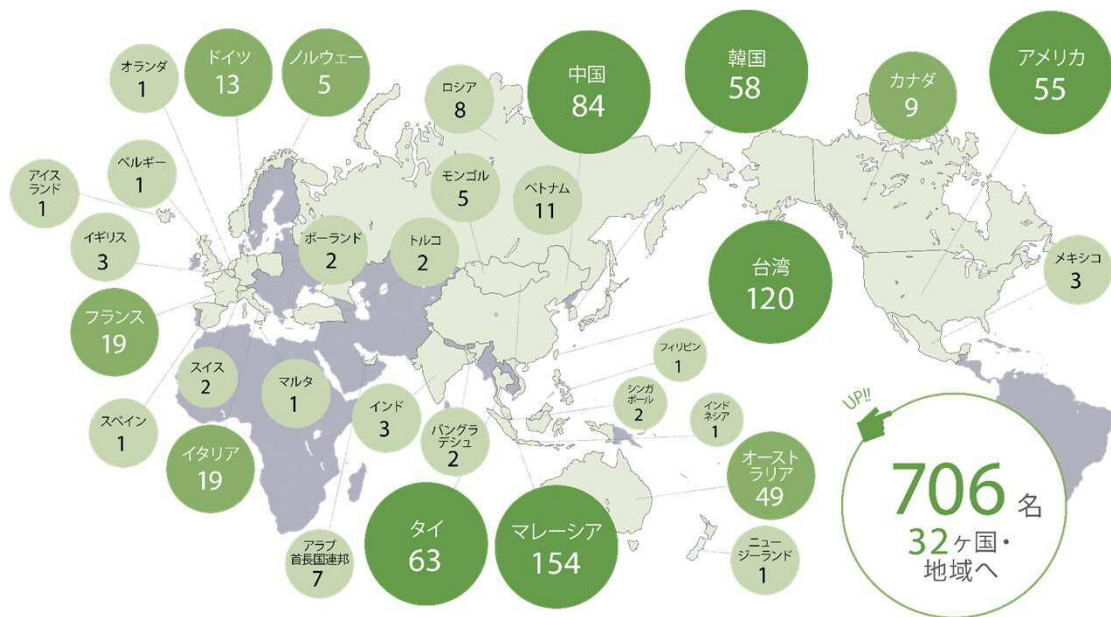 オランダ
1
ドイツ
13
ノルウェー
5
ロシア
8
中国
84
韓国
58
カナダ
9
アメリカ
55
アイス
ランド
1
ベルギー
1
モンゴル
5
ベトナム
11
イギリス
3
ポーランド
2
トルコ
2
台湾
120
メキシコ
3
フランス
19
スイス
2
マルタ
1
インド
3
バングラ
デシュ
2
フィリピン
1
シンガ
ポール
2
インド
ネシア
1
スペイン
1
イタリア
19
オースト
ラリア
49
アラブ
首長国連邦
7
タイ
63
マレーシア
154
ニュー
ジーランド
1
UP!!
706 名
32ヶ国・
地域へ